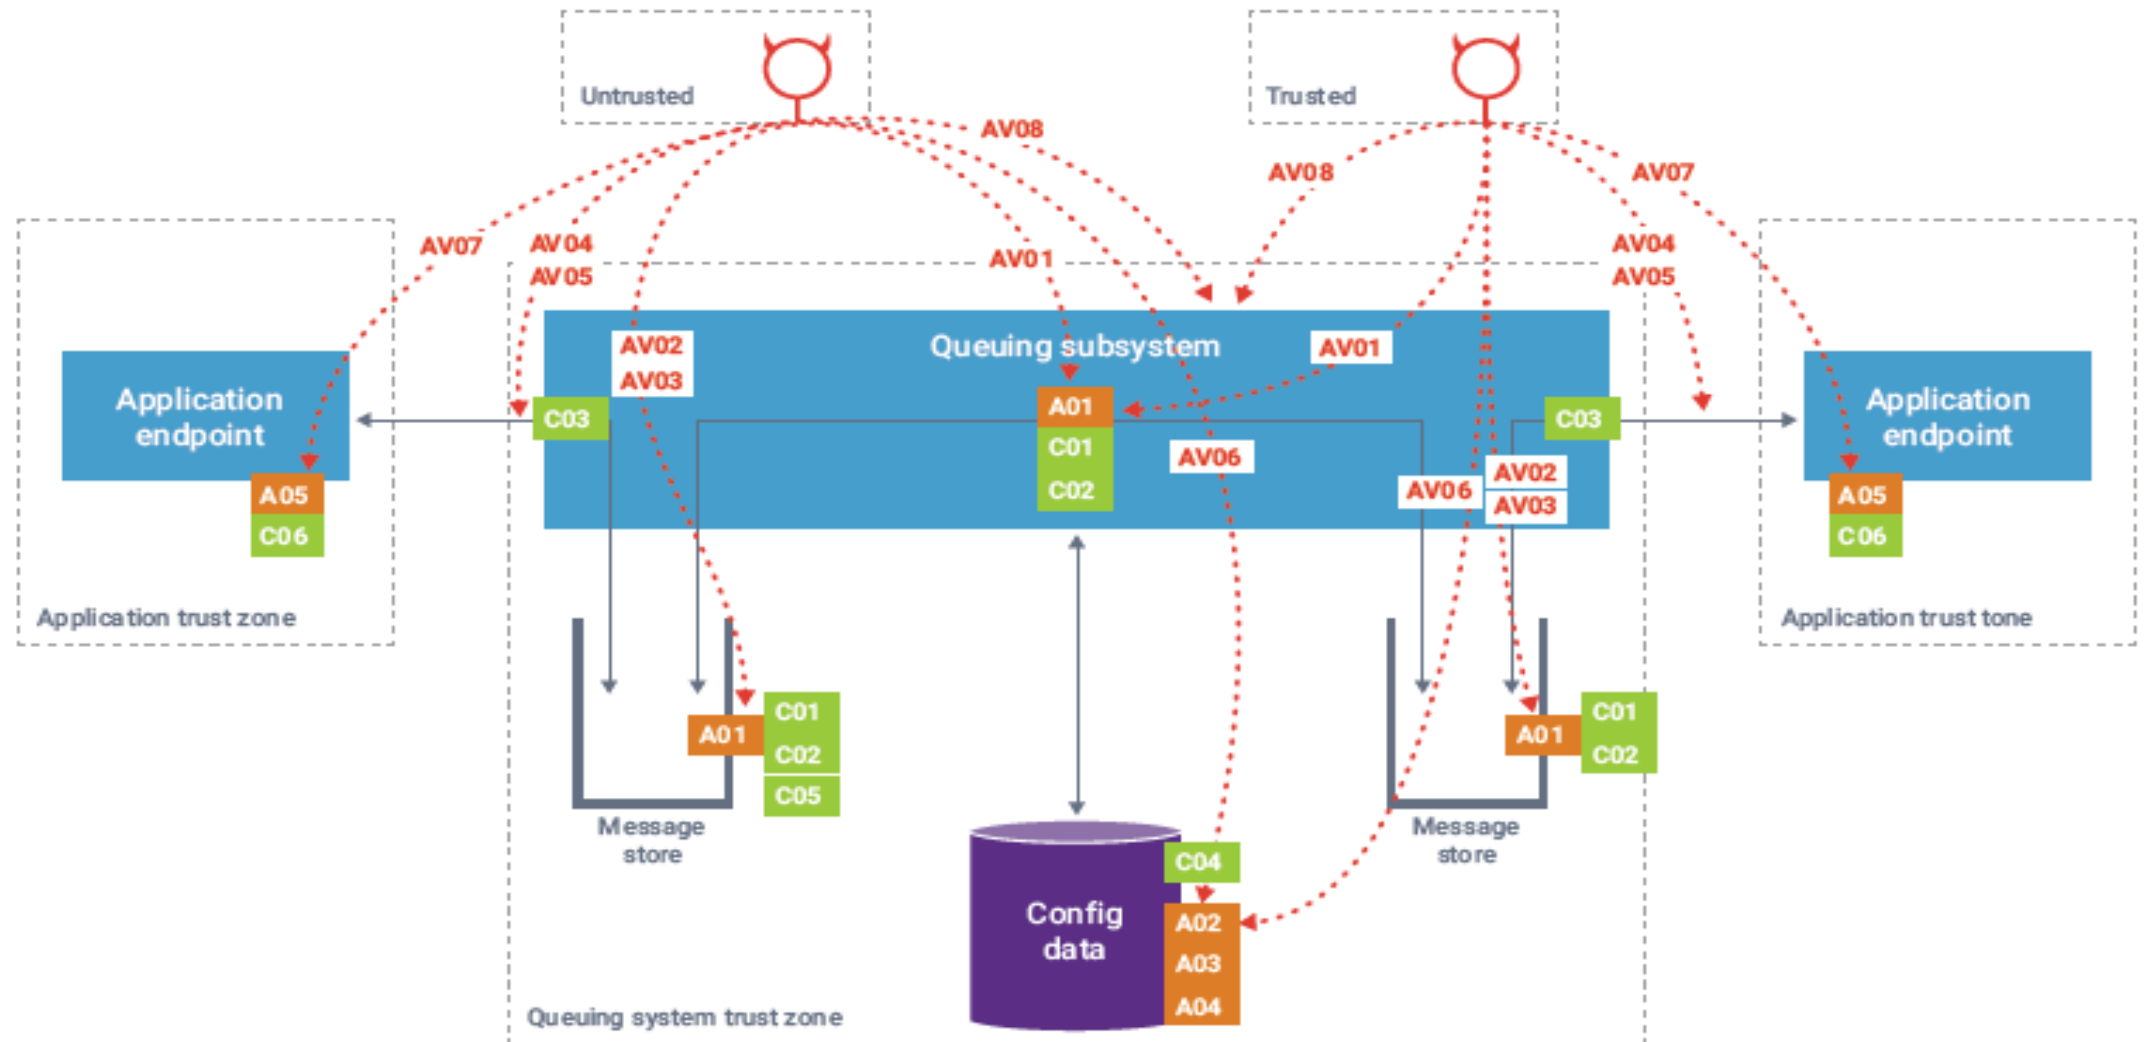 Untrusted
Trusted
AV08
AV08
AV07
AV07
AV04
AV05
AV01
AV04
AV05
Queuing subsystem
AV02
AV03
AV01
Application
endpoint
C03
A01
C01
C02
AV06
AV06
AV02
AV03
C03
Application
endpoint
A05
C06
A05
C06
Application trust zone
Application trust tone
A01
C01
C02
C05
A01
C01
C02
Message
store
Message
store
C04
Config
data
A02
A03
A04
Queuing system trust zone